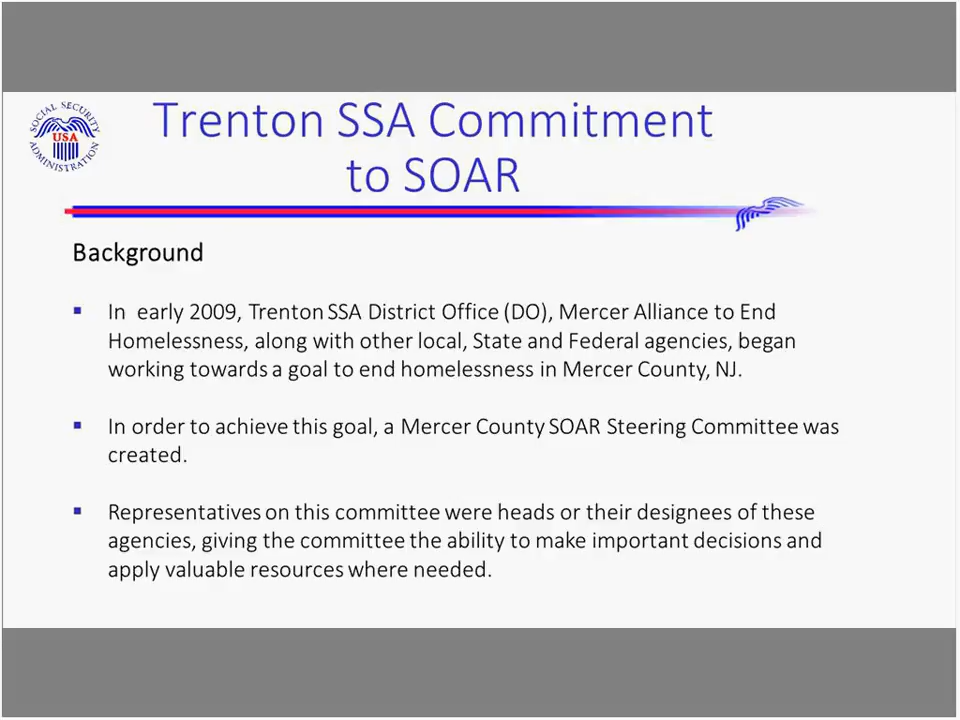 SOCIAL SECURITY
USA
ADMINISTRATION
Trenton SSA Commitment
to SOAR
Background
▪ In early 2009, Trenton SSA District Office (DO), Mercer Alliance to End
Homelessness, along with other local, State and Federal agencies, began
working towards a goal to end homelessness in Mercer County, NJ.
▪ In order to achieve this goal, a Mercer County SOAR Steering Committee was
created.
▪ Representatives on this committee were heads or their designees of these
agencies, giving the committee the ability to make important decisions and
apply valuable resources where needed.